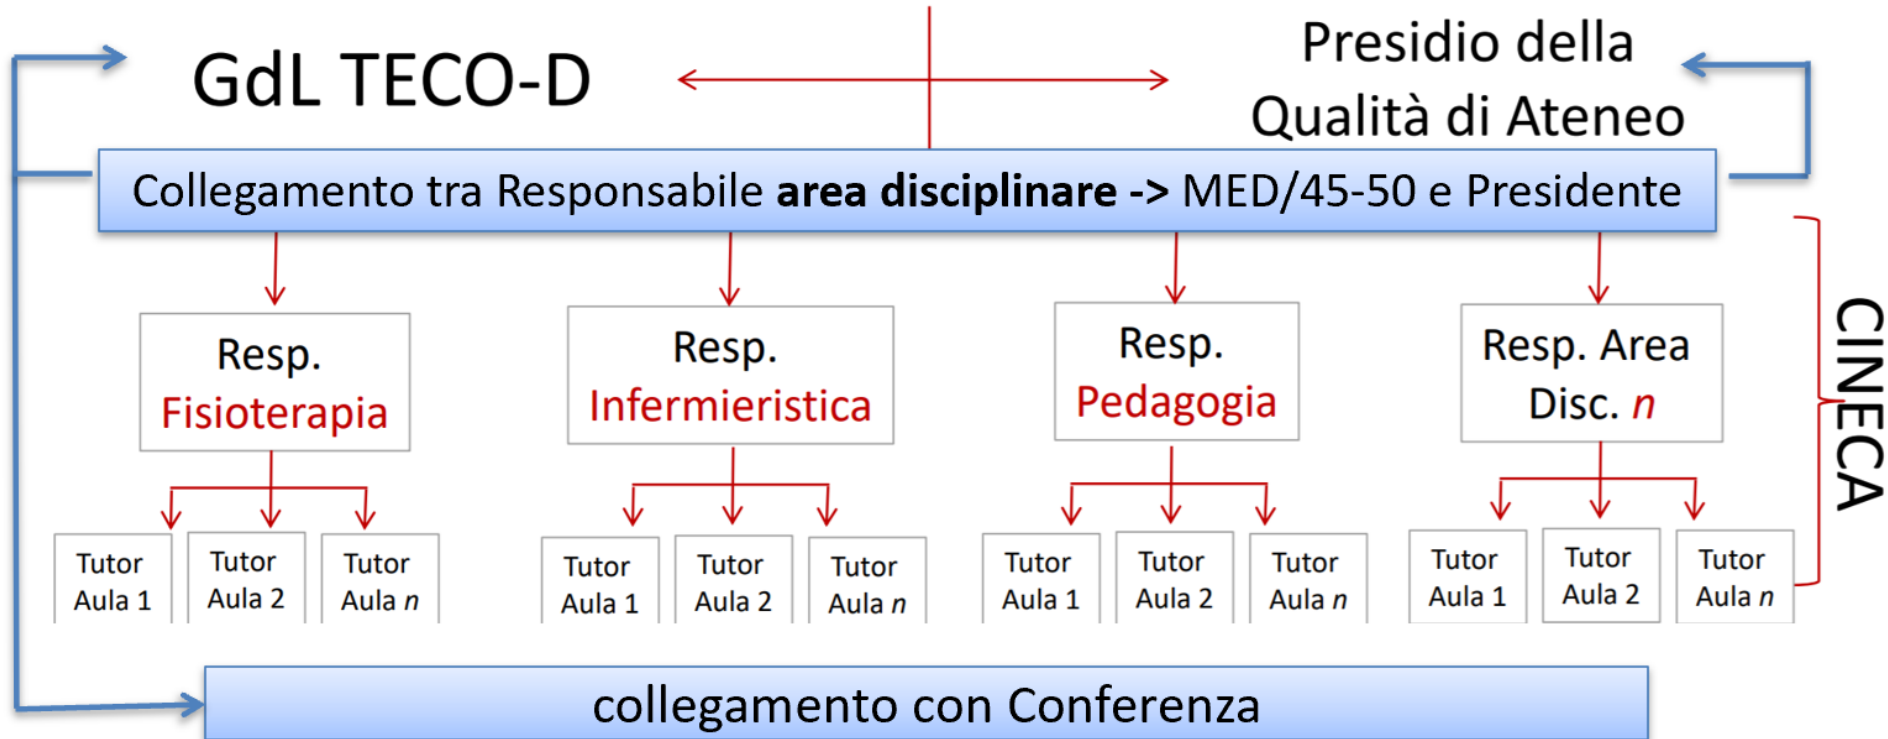 GdL TECO-D
Presidio della
Qualità di Ateneo
Collegamento tra Responsabile area disciplinare -> MED/45-50 e Presidente
Resp.
Fisioterapia
Resp.
Infermieristica
Resp.
Pedagogia
Resp. Area
Disc. n
CINECA
Tutor
Aula 1
Tutor
Aula 2
Tutor
Aula n
Tutor
Aula 1
Tutor
Aula 2
Tutor
Aula n
Tutor
Aula 1
Tutor
Aula 2
Tutor
Aula n
Tutor
Aula 1
Tutor
Aula 2
Tutor
Aula n
collegamento con Conferenza